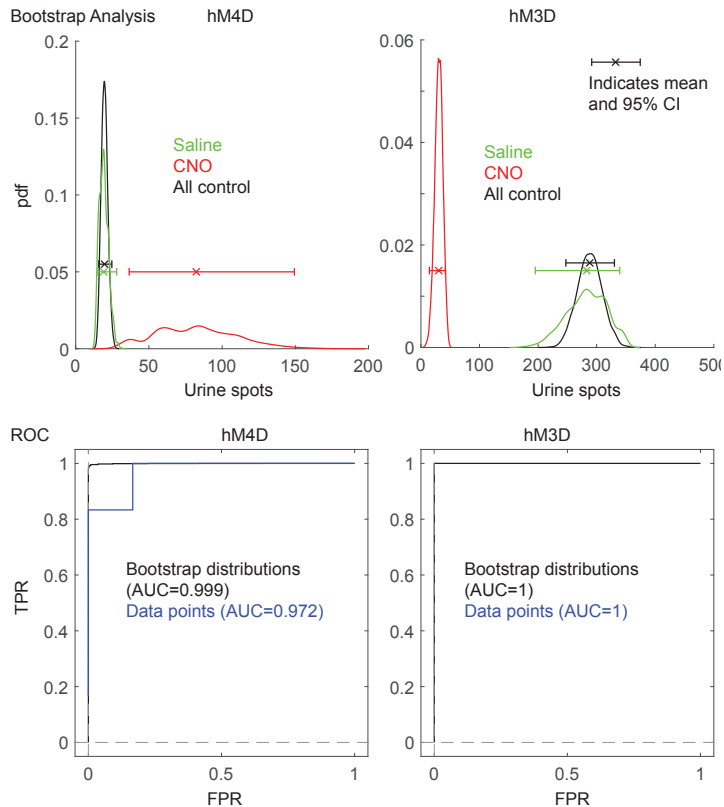 Bootstrap Analysis
hM4D
hM3D
0.2
0.15
0.1
0.05
0
pdf
Saline
CNO
All control
0
50
100
150
200
Urine spots
0.06
0.04
0.02
0
Indicates mean
and 95% CI
Saline
CNO
All control
0
100
200
300
400
500
Urine spots
ROC
hM4D
hM3D
1
0.8
0.6
0.4
0.2
0
TPR
Bootstrap distributions
(AUC=0.999)
Data points (AUC=0.972)
0
0.5
1
FPR
1
0.8
0.6
0.4
0.2
0
Bootstrap distributions
(AUC=1)
Data points (AUC=1)
0
0.5
1
FPR